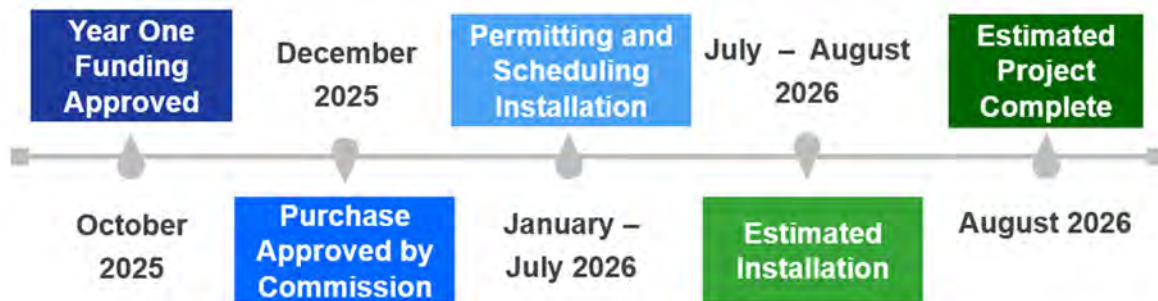 Year One
Funding
Approved
October
2025
December
2025
Purchase
Approved by
Commission
Permitting and
Scheduling
Installation
January –
July 2026
July – August
2026
Estimated
Installation
Estimated
Project
Complete
August 2026